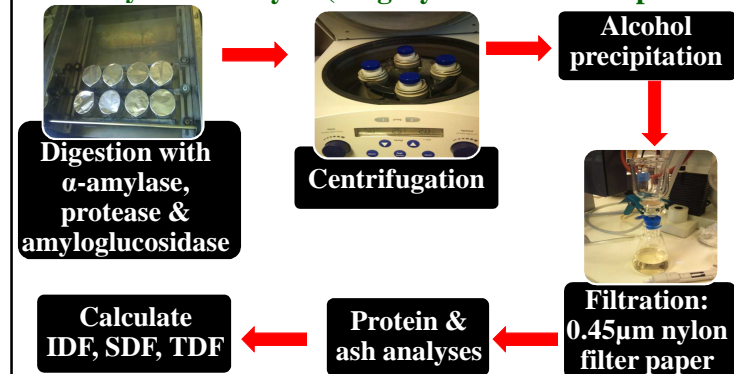 Alcohol
precipitation
Digestion with
α-amylase,
protease &
amyloglucosidase
Centrifugation
Filtration:
0.45µm nylon
filter paper
Protein &
ash analyses
Calculate
IDF, SDF, TDF